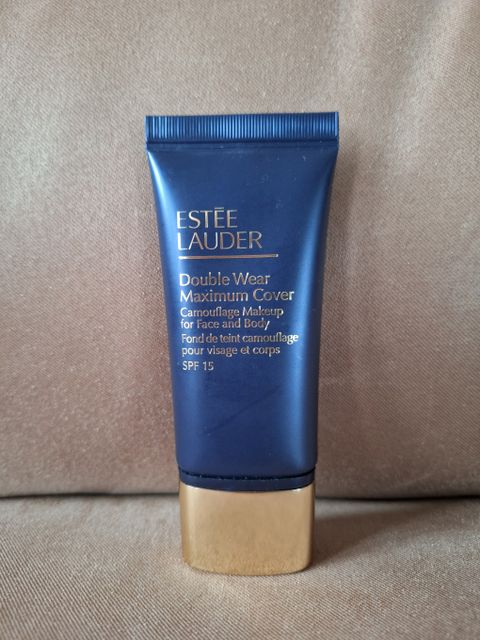 ESTĒE
LAUDER
Double Wear
Maximum Cover
Camouflage Makeup
for Face and Body
Fond de teint camouflage
pour visage et corps
SPF 15